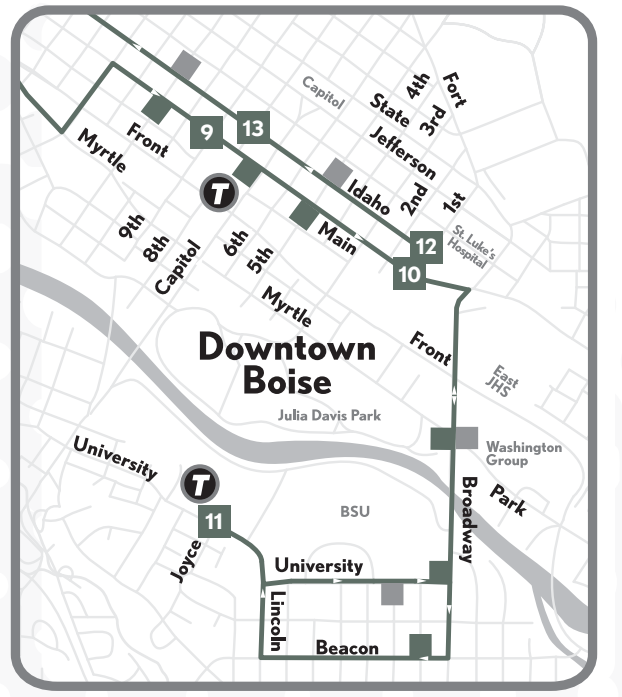 4th
Fort
Capitol
State
3rd
13
9
Front
Jefferson
Myrtle
T
Idaho
2nd
1st
9th
8th
Capitol
6th
5th
Main
12
St. Luke's
Hospital
10
Myrtle
Downtown
Boise
Front
East
JHS
Julia Davis Park
University
Washington
Group
T
11
BSU
Broadway
Park
Joyce
University
Lincoln
Beacon